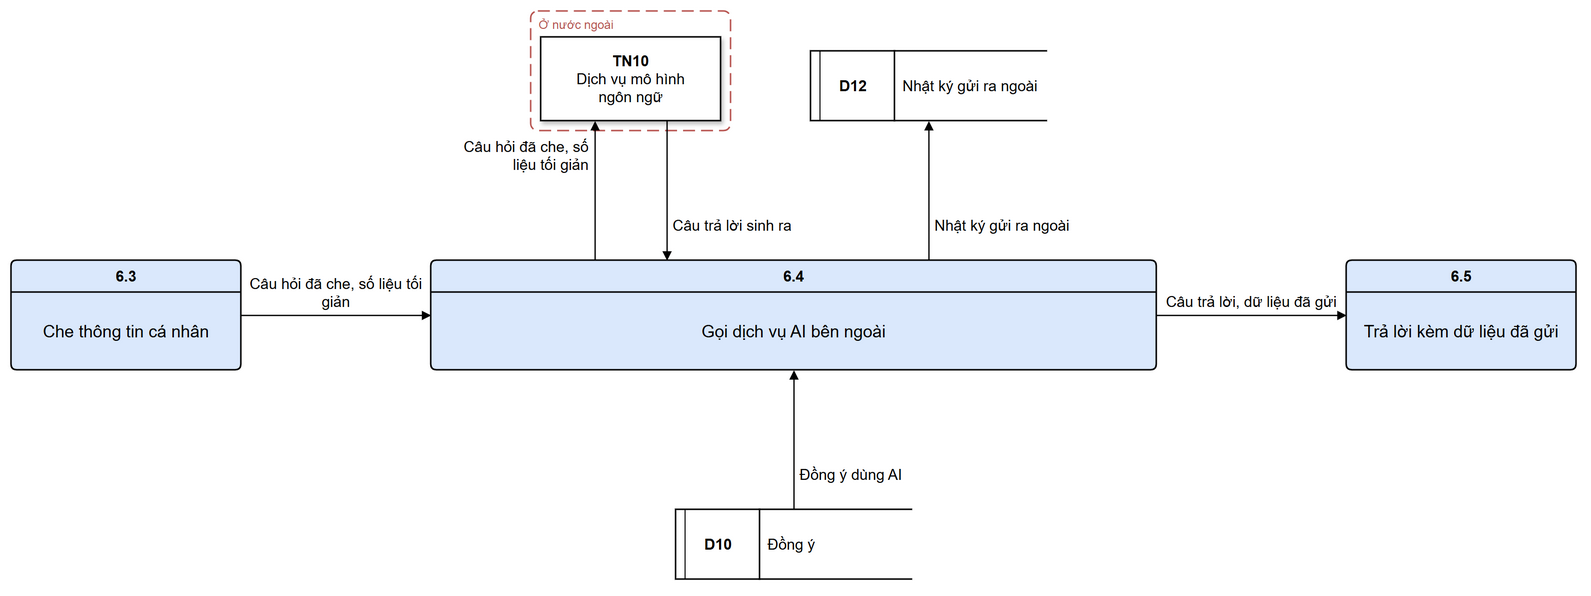 Ở nước ngoài
TN10
Dịch vụ mô hình
ngôn ngữ
D12
Nhật ký gửi ra ngoài
Câu hỏi đã che, số
liệu tối giản
Câu trả lời sinh ra
Nhật ký gửi ra ngoài
6.3
Che thông tin cá nhân
Câu hỏi đã che, số liệu tối
giản
6.4
Gọi dịch vụ AI bên ngoài
Câu trả lời, dữ liệu đã gửi
6.5
Trả lời kèm dữ liệu đã gửi
Đồng ý dùng AI
D10
Đồng ý